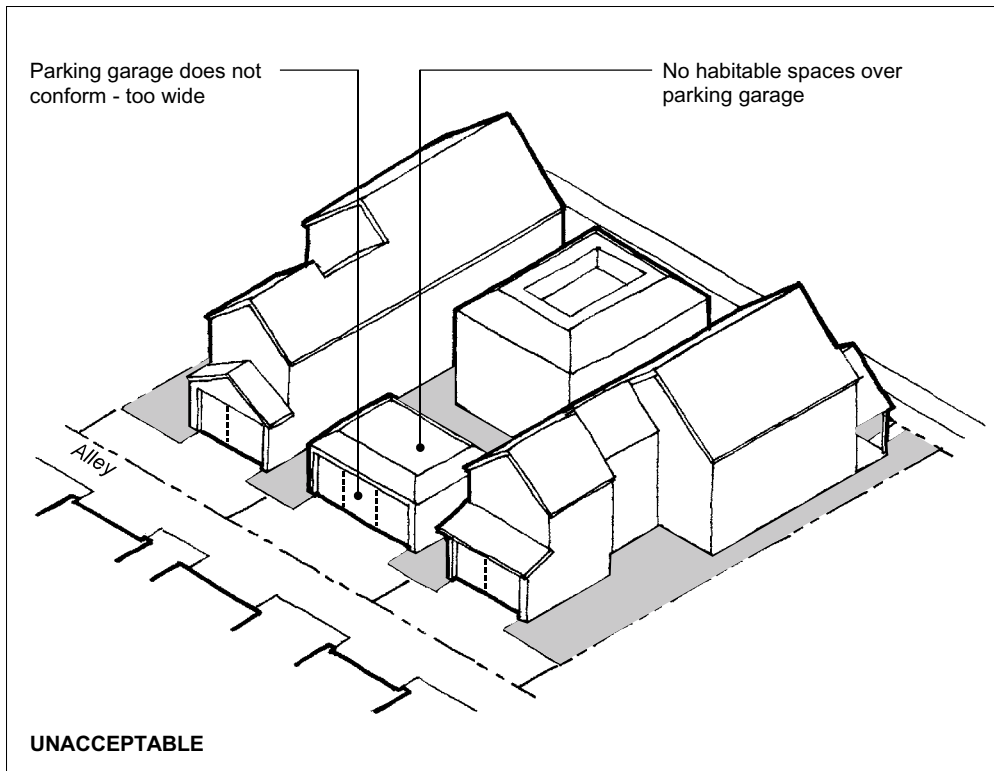 Parking garage does not
conform - too wide
No habitable spaces over
parking garage
Alley
UNACCEPTABLE